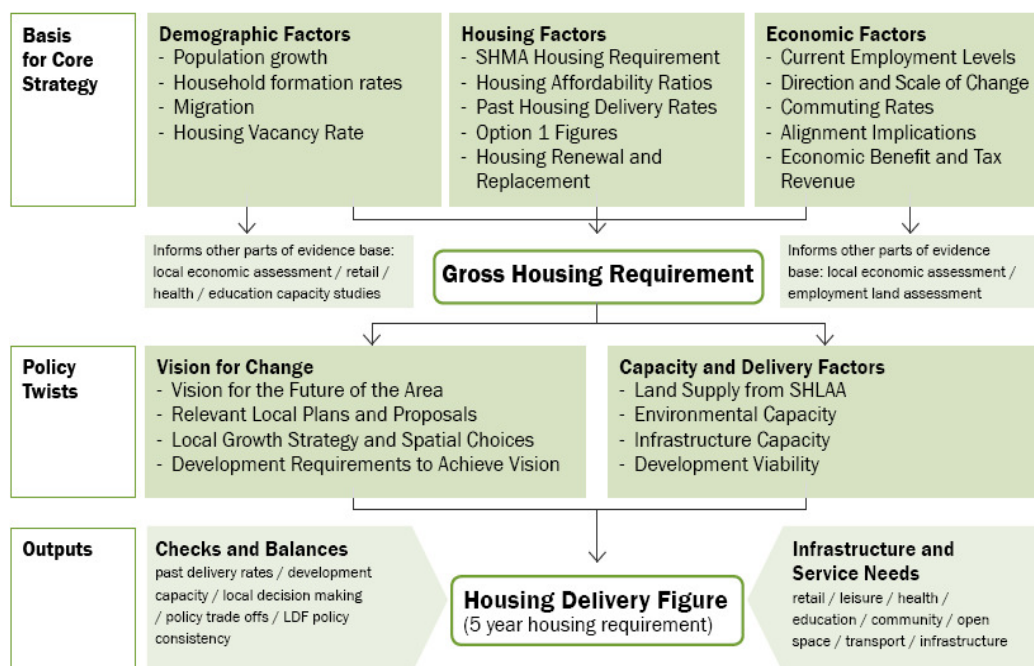 Basis
for Core
Strategy
Demographic Factors
- Population growth
- Household formation rates
- Migration
- Housing Vacancy Rate
Housing Factors
- SHMA Housing Requirement
- Housing Affordability Ratios
- Past Housing Delivery Rates
- Option 1 Figures
- Housing Renewal and
Replacement
Economic Factors
- Current Employment Levels
- Direction and Scale of Change
- Commuting Rates
- Alignment Implications
- Economic Benefit and Tax
Revenue
Informs other parts of evidence base:
local economic assessment / retail /
health / education capacity studies
Gross Housing Requirement
Informs other parts of evidence
base: local economic assessment /
employment land assessment
Policy
Twists
Vision for Change
- Vision for the Future of the Area
- Relevant Local Plans and Proposals
- Local Growth Strategy and Spatial Choices
- Development Requirements to Achieve Vision
Capacity and Delivery Factors
- Land Supply from SHLAA
- Environmental Capacity
- Infrastructure Capacity
- Development Viability
Outputs
Checks and Balances
past delivery rates / development
capacity / local decision making
/ policy trade offs / LDF policy
consistency
Housing Delivery Figure
(5 year housing requirement)
Infrastructure and
Service Needs
retail / leisure / health /
education / community / open
space / transport / infrastructure